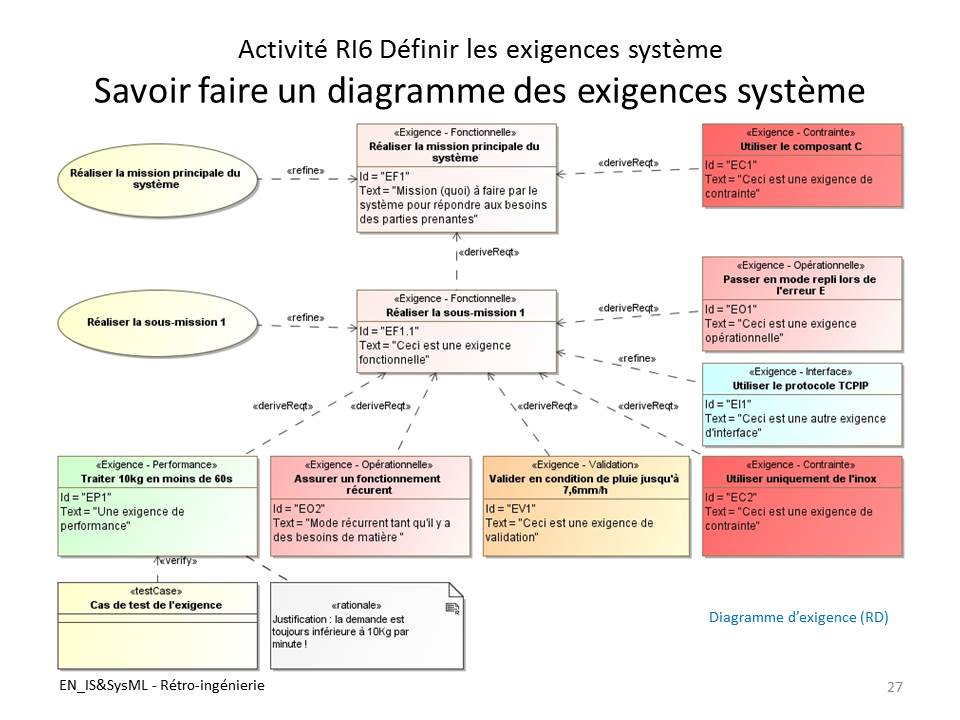 Activité RI6 Définir les exigences système
Savoir faire un diagramme des exigences système
Réaliser la mission principale du
système
«refine»
«Exigence - Fonctionnelle»
Réaliser la mission principale du
système
Id = "EF1"
Text = "Mission (quoi) à faire par le
système pour répondre aux besoins
des parties prenantes"
«deriveReqt»
«Exigence - Contrainte»
Utiliser le composant C
Id = "EC1"
Text = "Ceci est une exigence de
contrainte"
«deriveReqt»
Réaliser la sous-mission 1
«refine»
«Exigence - Fonctionnelle»
Réaliser la sous-mission 1
Id = "EF1.1"
Text = "Ceci est une exigence
fonctionnelle"
«deriveReqt»
«Exigence - Opérationnelle»
Passer en mode repli lors de
l'erreur E
Id = "EO1"
Text = "Ceci est une exigence
opérationnelle"
«refine»
«Exigence - Interface»
Utiliser le protocole TCPIP
Id = "EI1"
Text = "Ceci est une autre exigence
d'interface"
«deriveReqt»
«deriveReqt»
«deriveReqt»
«deriveReqt»
«Exigence - Performance»
Traiter 10kg en moins de 60s
Id = "EP1"
Text = "Une exigence de
performance"
«Exigence - Opérationnelle»
Assurer un fonctionnement
récurent
Id = "EO2"
Text = "Mode récurrent tant qu'il y a
des besoins de matière "
«Exigence - Validation»
Valider en condition de pluie jusqu'à
7,6mm/h
Id = "EV1"
Text = "Ceci est une exigence de
validation"
«Exigence - Contrainte»
Utiliser uniquement de l'inox
Id = "EC2"
Text = "Ceci est une exigence de
contrainte"
«verify»
«testCase»
Cas de test de l'exigence
«rationale»
Justification : la demande est
toujours inférieure à 10Kg par
minute !
Diagramme d'exigence (RD)
EN_IS&SysML - Rétro-ingénierie
27